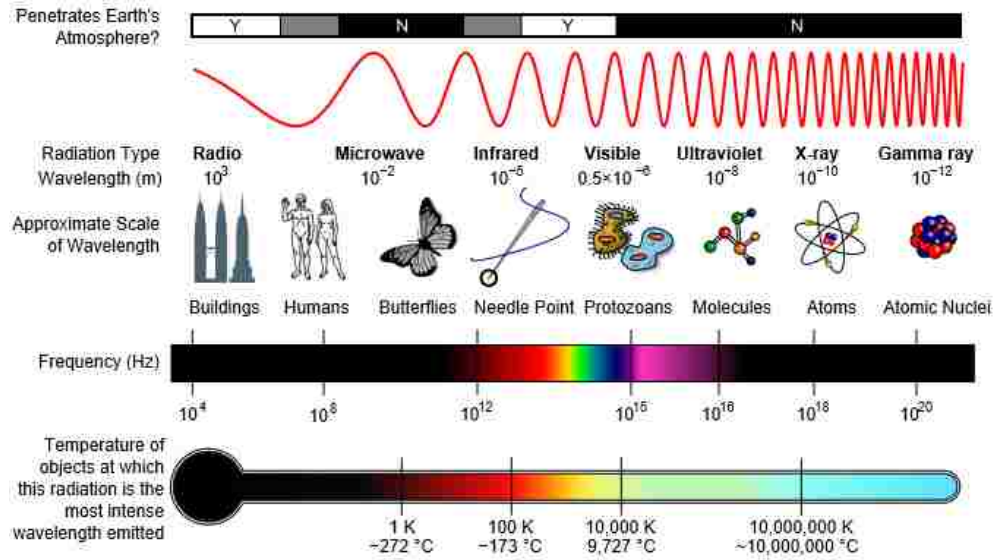 Penetrates Earth's
Atmosphere?
Y N Y N
Radiation Type
Radio Microwave Infrared Visible Ultraviolet X-ray Gamma ray
Wavelength (m)
10³ 10⁻² 10⁻⁵ 0.5×10⁻⁶ 10⁻⁸ 10⁻¹⁰ 10⁻¹²
Approximate Scale
of Wavelength
Buildings Humans Butterflies Needle Point Protozoans Molecules Atoms Atomic Nuclei
Frequency (Hz)
10⁴ 10⁸ 10¹² 10¹⁵ 10¹⁶ 10¹⁸ 10²⁰
Temperature of
objects at which
this radiation is the
most intense
wavelength emitted
1 K 100 K 10,000 K 10,000,000 K
−272 °C −173 °C 9,727 °C ~10,000,000 °C